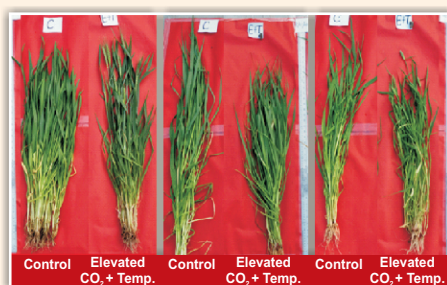 C
E+T
C
E+T
C
E+T
Control
Elevated
CO₂ + Temp.
Control
Elevated
CO₂ + Temp.
Control
Elevated
CO₂ + Temp.